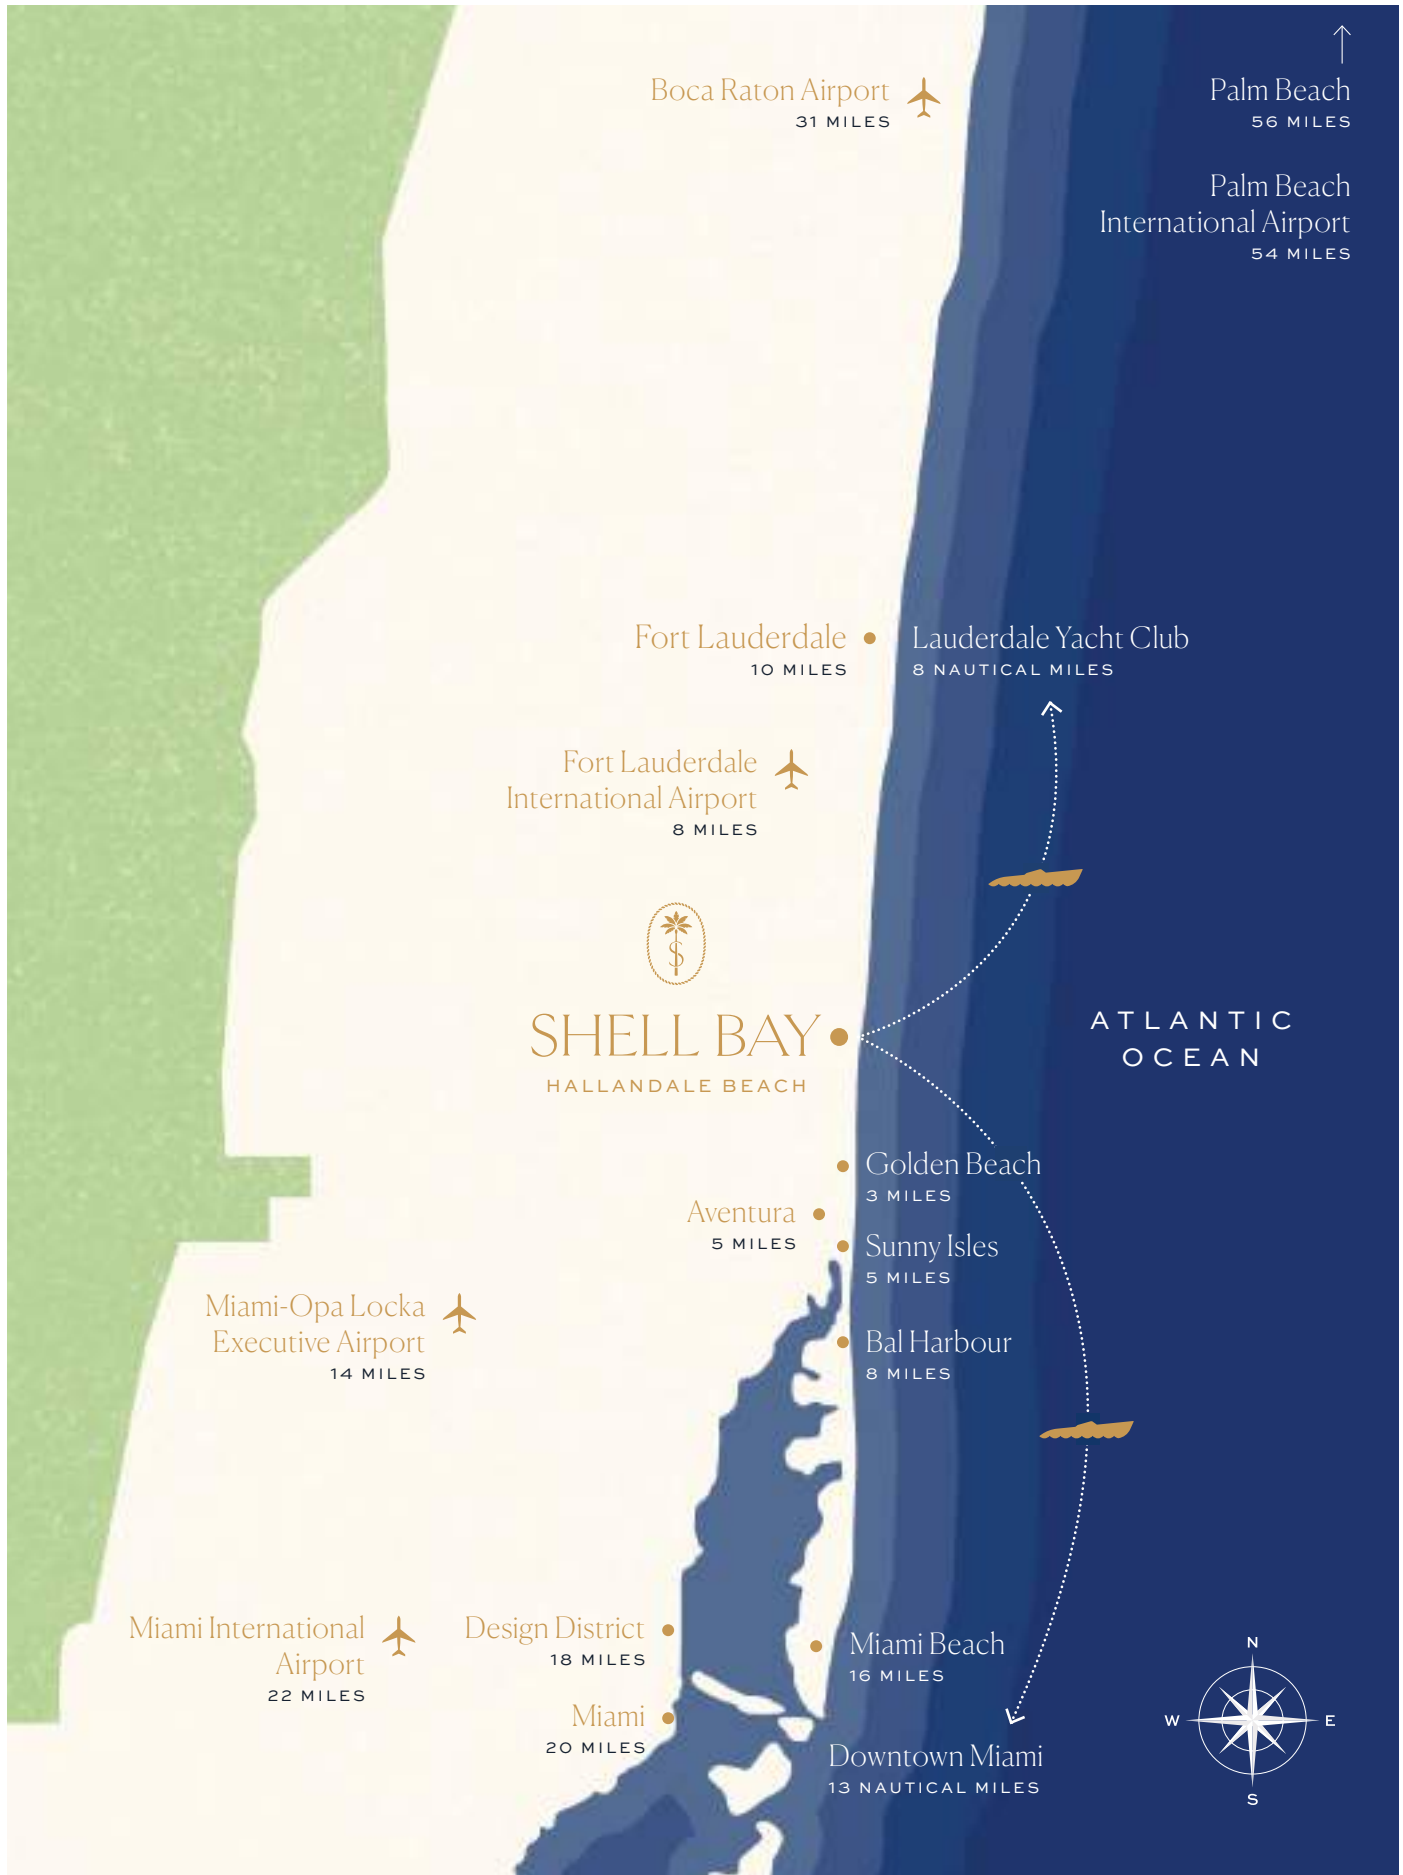 Boca Raton Airport
31 MILES
Palm Beach
56 MILES
Palm Beach
International Airport
54 MILES
Fort Lauderdale
10 MILES
Lauderdale Yacht Club
8 NAUTICAL MILES
Fort Lauderdale
International Airport
8 MILES
S
SHELL BAY
HALLANDALE BEACH
ATLANTIC
OCEAN
Golden Beach
3 MILES
Aventura
5 MILES
Sunny Isles
5 MILES
Miami-Opa Locka
Executive Airport
14 MILES
Bal Harbour
8 MILES
Miami International
Airport
22 MILES
Design District
18 MILES
Miami Beach
16 MILES
Miami
20 MILES
Downtown Miami
13 NAUTICAL MILES
N
W
E
S